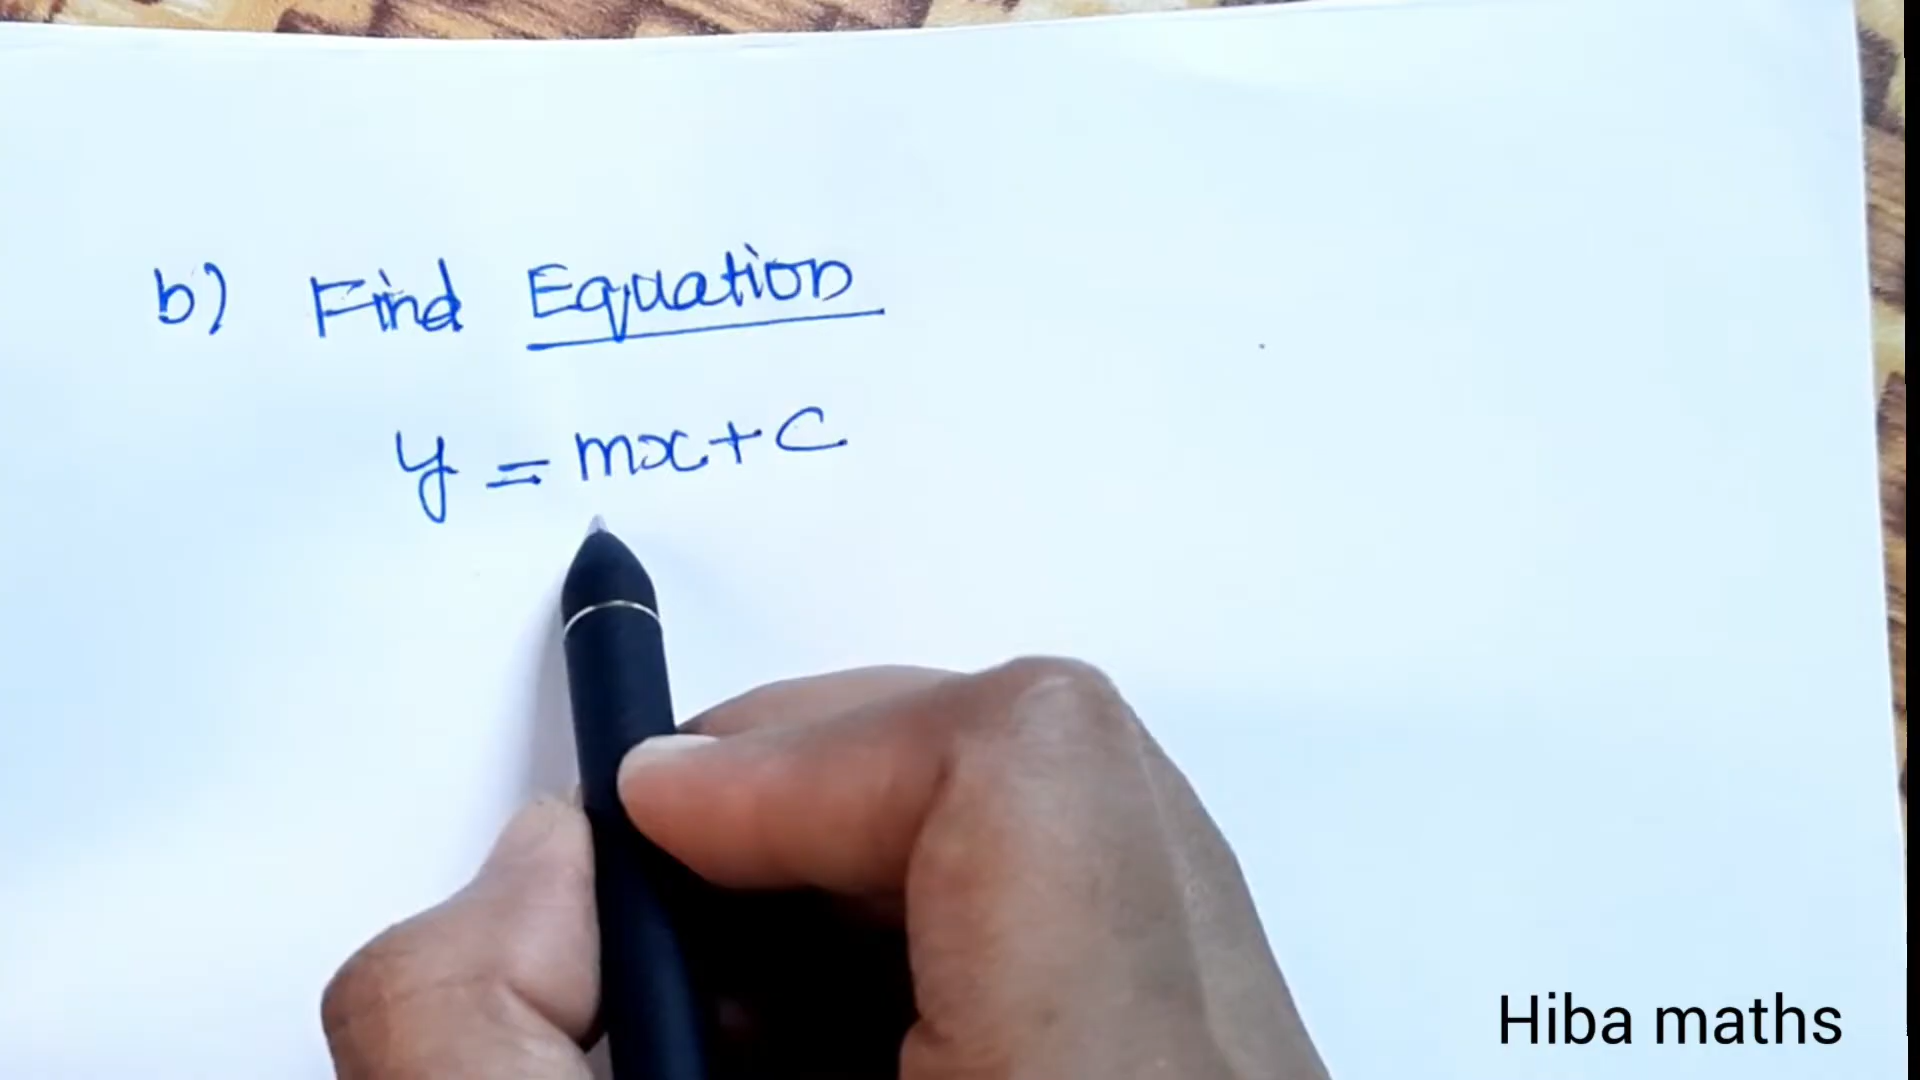 b) Find Equation
y = mx + c
Hiba maths